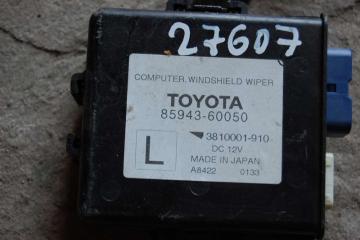 27607
COMPUTER. WINDSHIELD WIPER
TOYOTA
85943-60050
L
3810001-910
DC 12V
MADE IN JAPAN
A8422 0133